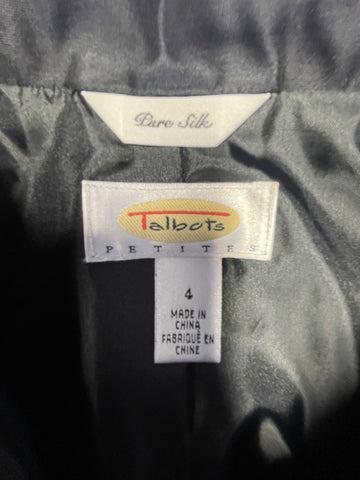 Pure Silk
Talbots
PETITES
4
MADE IN
CHINA
FABRIQUÉ EN
CHINE